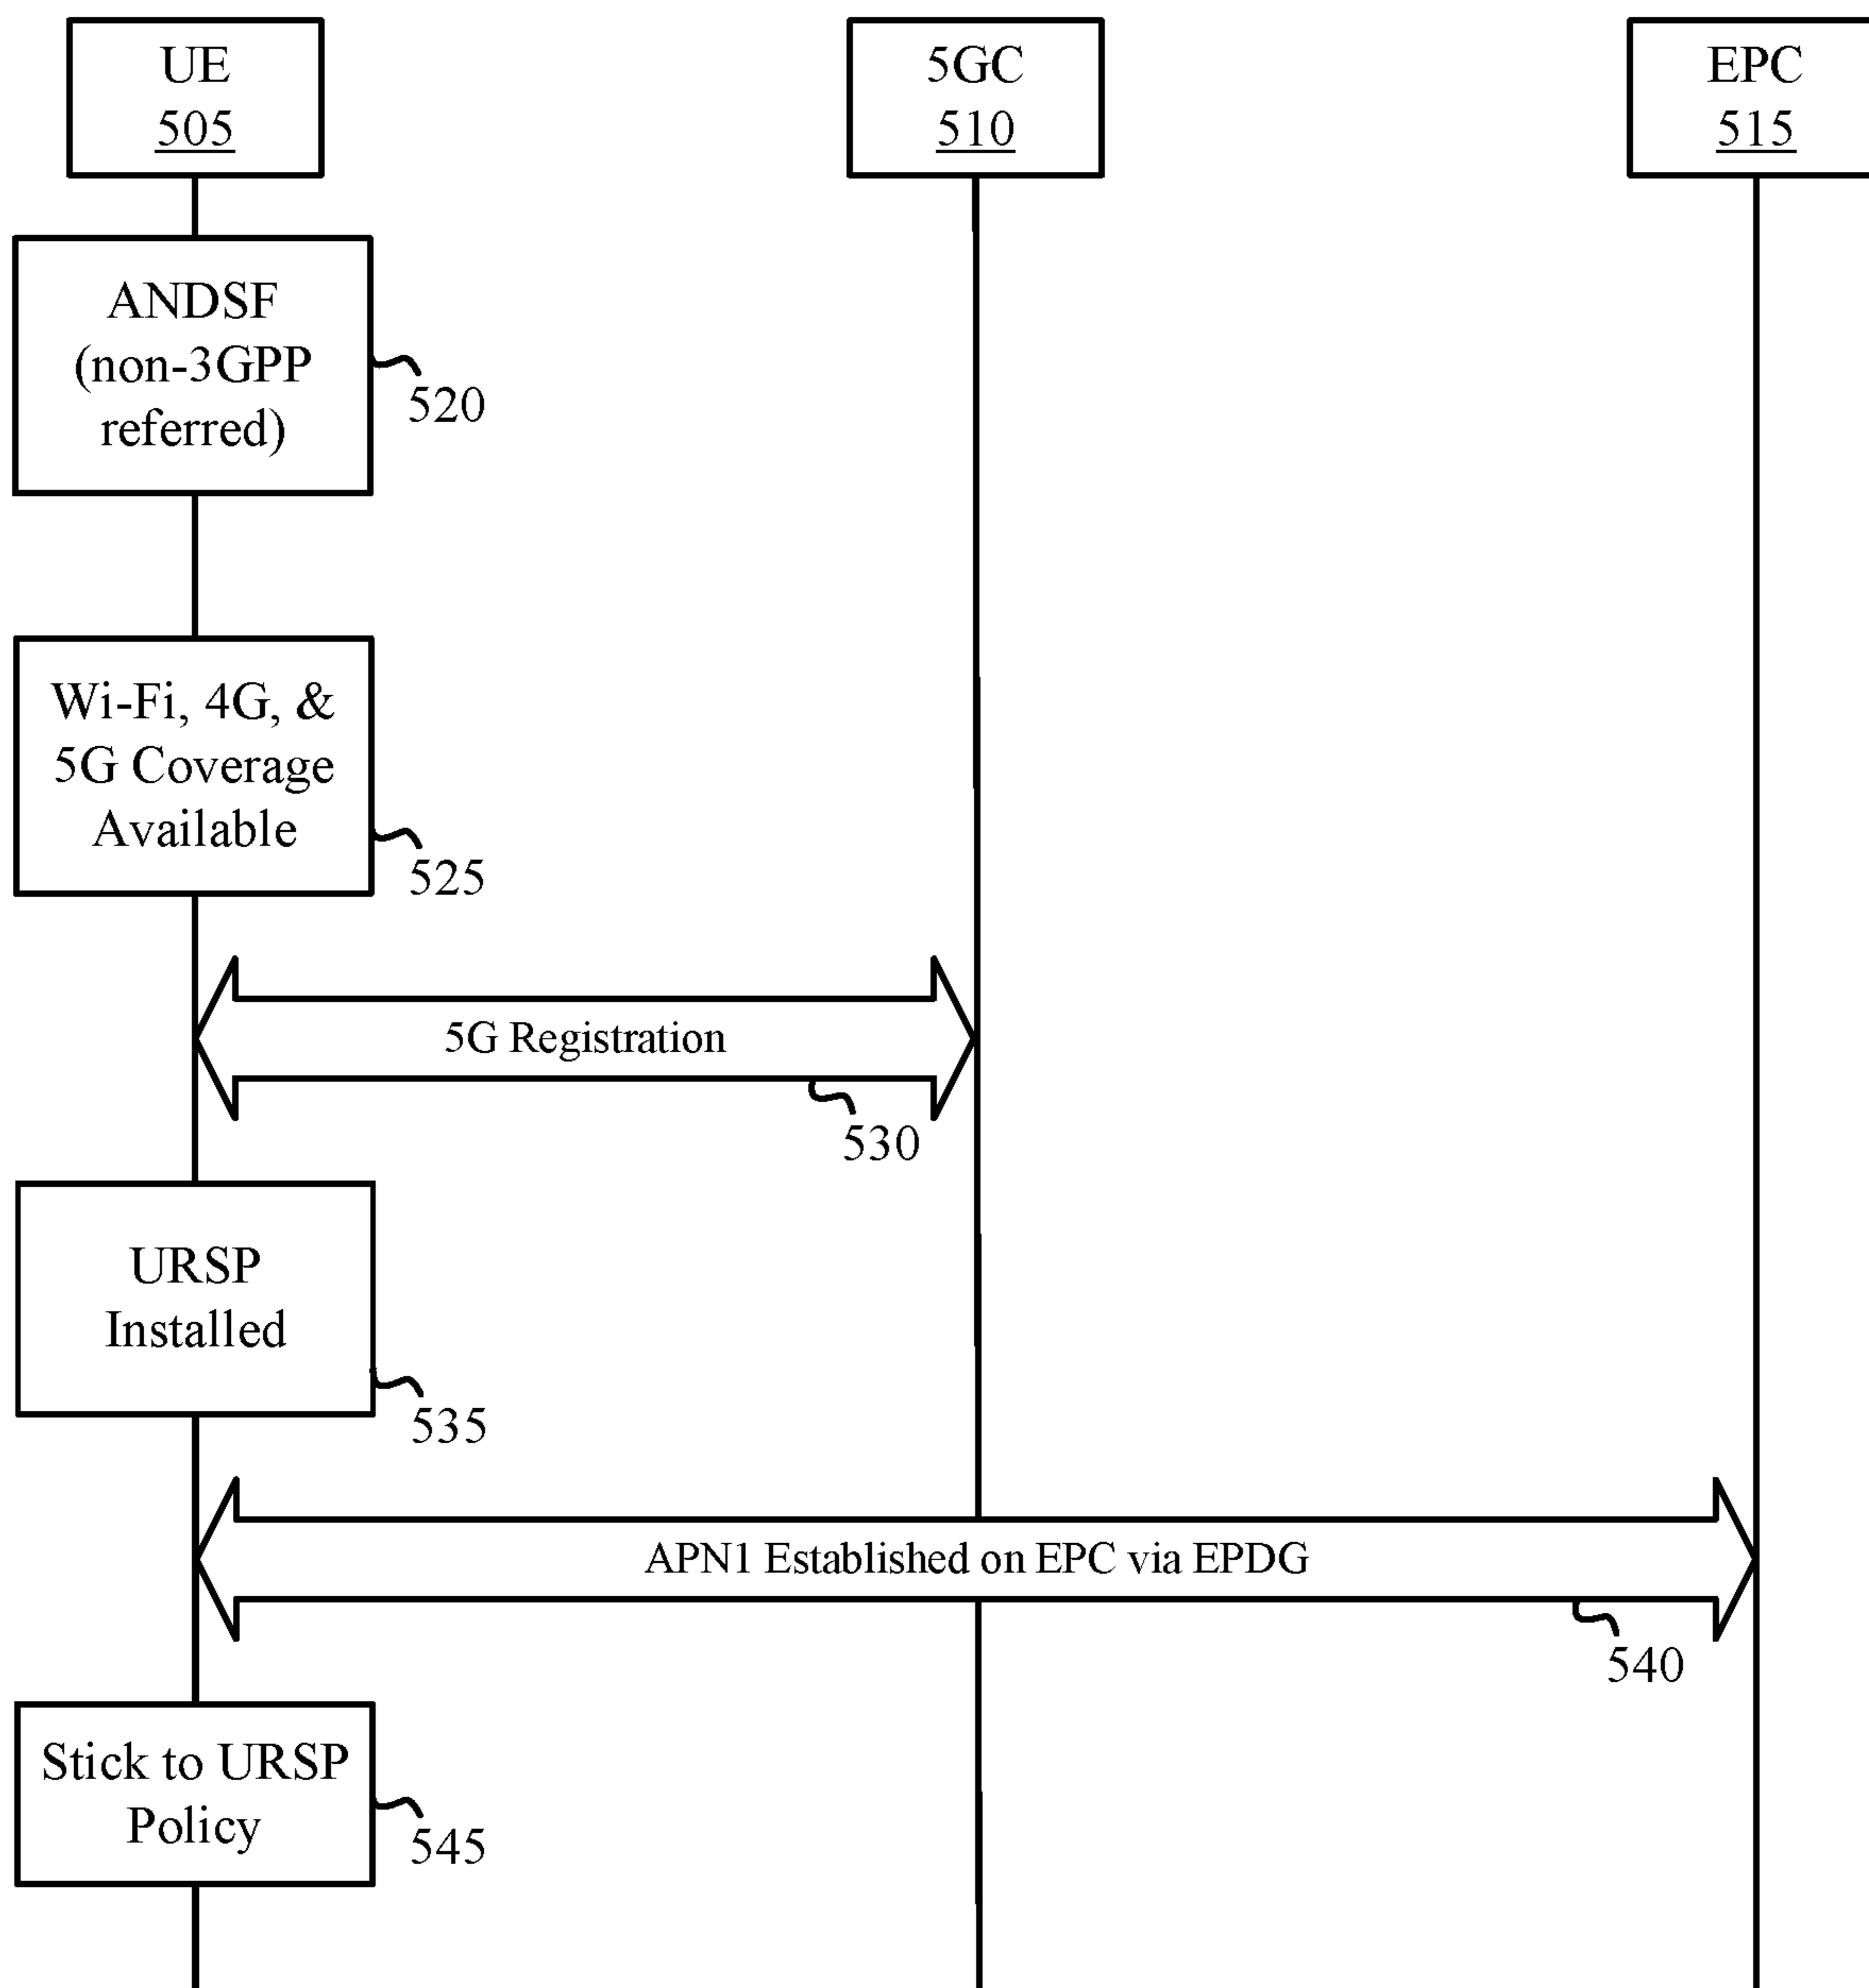 UE
505
5GC
510
EPC
515
ANDSF
(non-3GPP
referred)
520
Wi-Fi, 4G, &
5G Coverage
Available
525
5G Registration
530
URSP
Installed
535
APN1 Established on EPC via EPDG
540
Stick to URSP
Policy
545